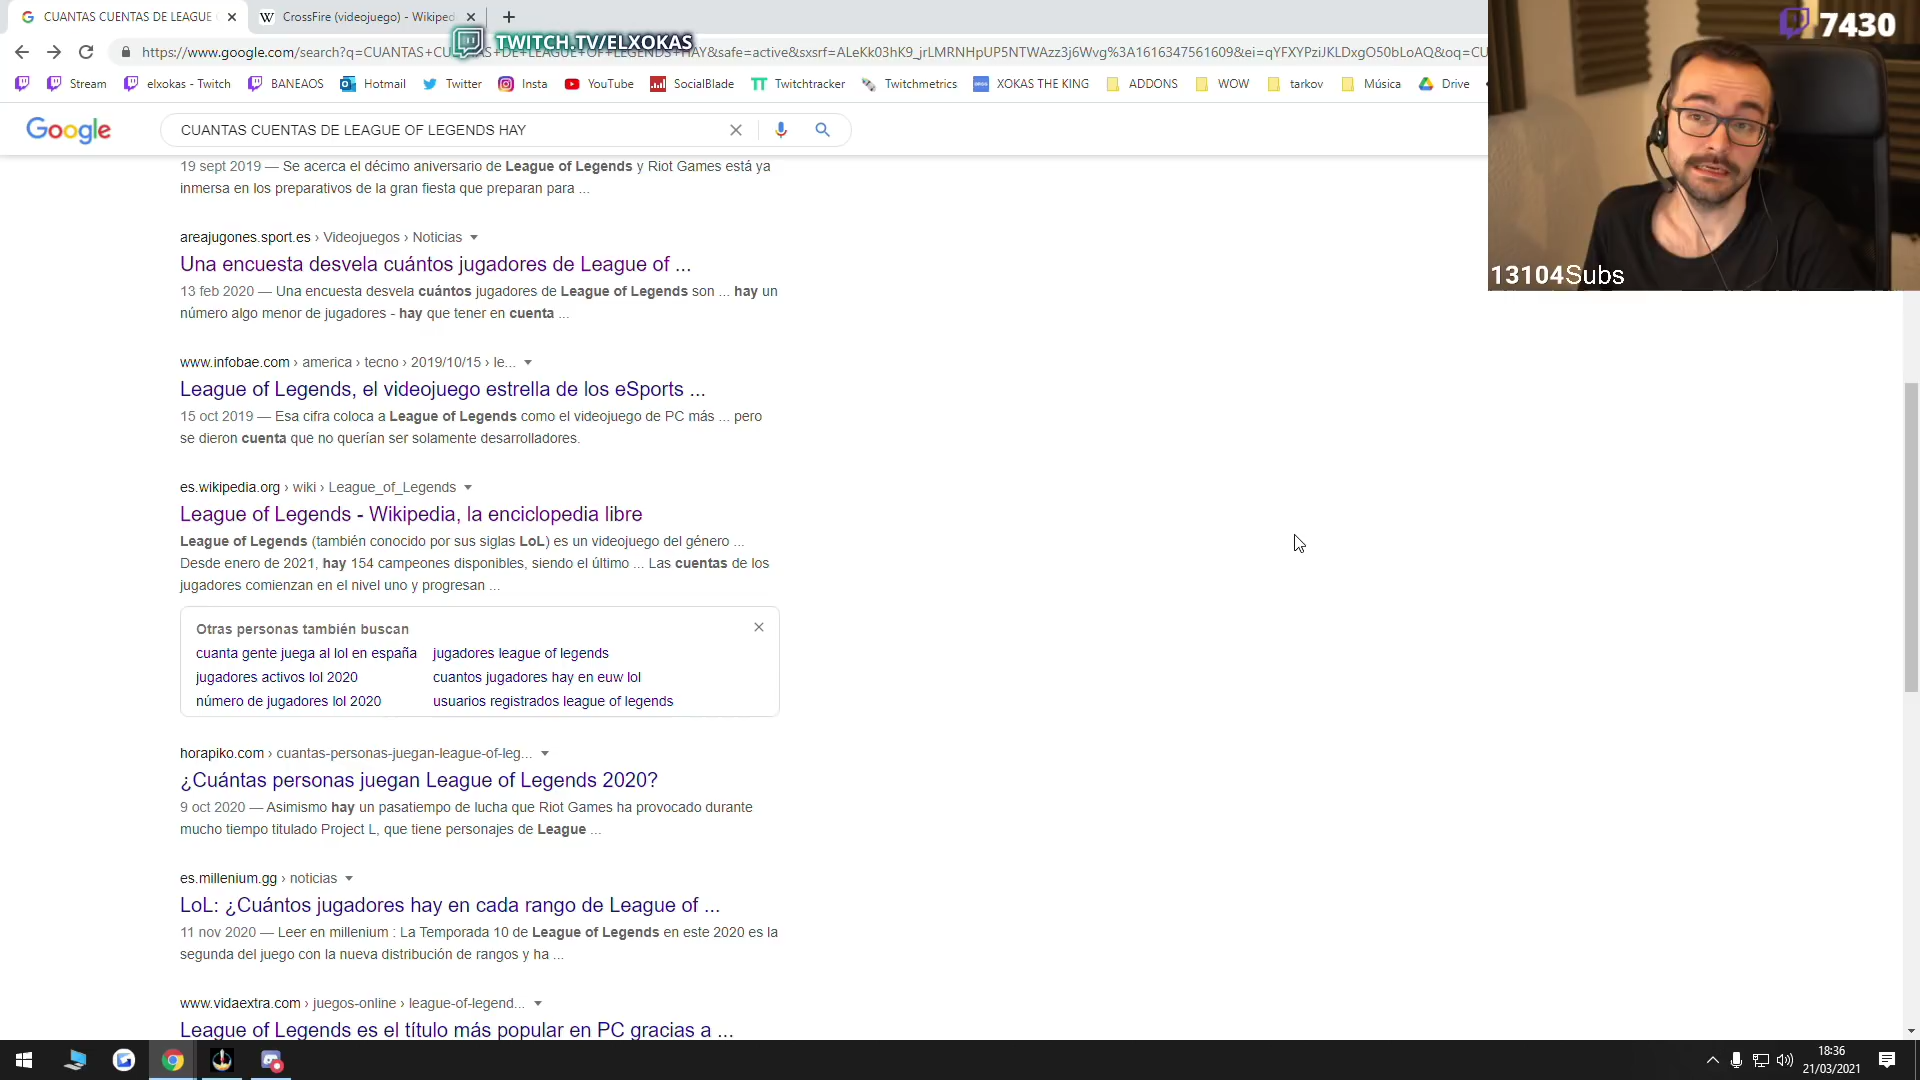 CUANTAS CUENTAS DE LEAGUE
CrossFire (videojuego) - Wikiped
TWITCH.TV/ELXOKAS
7430
Stream
elxokas - Twitch
BANEAOS
Hotmail
Twitter
Insta
YouTube
SocialBlade
Twitchtracker
Twitchmetrics
XOKAS THE KING
ADDONS
WOW
tarkov
Música
Drive
Google
CUANTAS CUENTAS DE LEAGUE OF LEGENDS HAY
19 sept 2019 — Se acerca el décimo aniversario de League of Legends y Riot Games está ya
inmersa en los preparativos de la gran fiesta que preparan para ...
areajugones.sport.es › Videojuegos › Noticias
Una encuesta desvela cuántos jugadores de League of ...
13 feb 2020 — Una encuesta desvela cuántos jugadores de League of Legends son ... hay un
número algo menor de jugadores - hay que tener en cuenta ...
13104Subs
www.infobae.com › america › tecno › 2019/10/15 › le...
League of Legends, el videojuego estrella de los eSports ...
15 oct 2019 — Esa cifra coloca a League of Legends como el videojuego de PC más ... pero
se dieron cuenta que no querían ser solamente desarrolladores.
es.wikipedia.org › wiki › League_of_Legends
League of Legends - Wikipedia, la enciclopedia libre
League of Legends (también conocido por sus siglas LoL) es un videojuego del género ...
Desde enero de 2021, hay 154 campeones disponibles, siendo el último ... Las cuentas de los
jugadores comienzan en el nivel uno y progresan ...
Otras personas también buscan
cuanta gente juega al lol en españa
jugadores league of legends
jugadores activos lol 2020
cuantos jugadores hay en euw lol
número de jugadores lol 2020
usuarios registrados league of legends
horapiko.com › cuantas-personas-juegan-league-of-leg...
¿Cuántas personas juegan League of Legends 2020?
9 oct 2020 — Asimismo hay un pasatiempo de lucha que Riot Games ha provocado durante
mucho tiempo titulado Project L, que tiene personajes de League ...
es.millenium.gg › noticias
LoL: ¿Cuántos jugadores hay en cada rango de League of ...
11 nov 2020 — Leer en millenium : La Temporada 10 de League of Legends en este 2020 es la
segunda del juego con la nueva distribución de rangos y ha ...
www.vidaextra.com › juegos-online › league-of-legend...
League of Legends es el título más popular en PC gracias a ...
18:36
21/03/2021